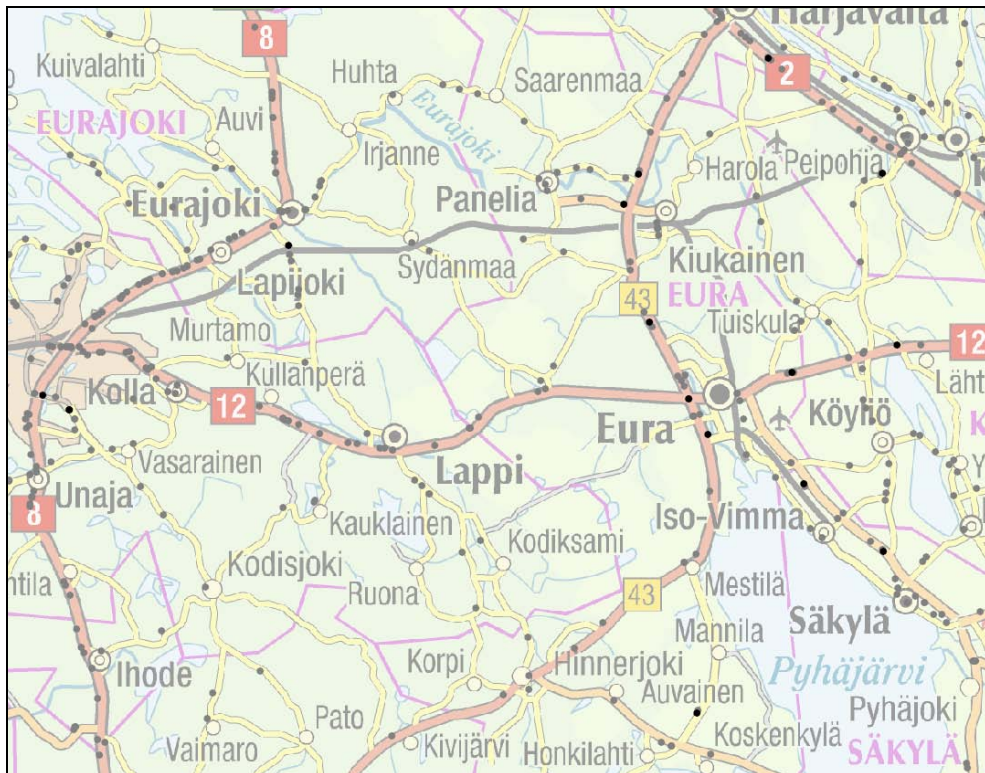 Harjavalta
8
Kuivalahti
Huhta
Saarenmaa
2
EURAJOKI
Auvi
Eurajoki
Irjanne
Harola
Peipohja
Eurajoki
Panelia
Sydänmaa
Kiukainen
Lapijoki
43
EURA
Tuiskula
Murtamo
12
Kolla
Kullanperä
12
Läht
Eura
Köyliö
K
Vasarainen
Lappi
Y
Unaja
8
Kauklainen
Iso-Vimma
Kodiksami
ntila
Kodisjoki
Ruona
43
Mestilä
Säkylä
Mannila
Ihode
Korpi
Hinnerjoki
Pyhäjärvi
Auvainen
Pyhäjoki
Pato
Vaimaro
Kivijärvi
Honkilahti
Koskenkylä
SÄKYLÄ